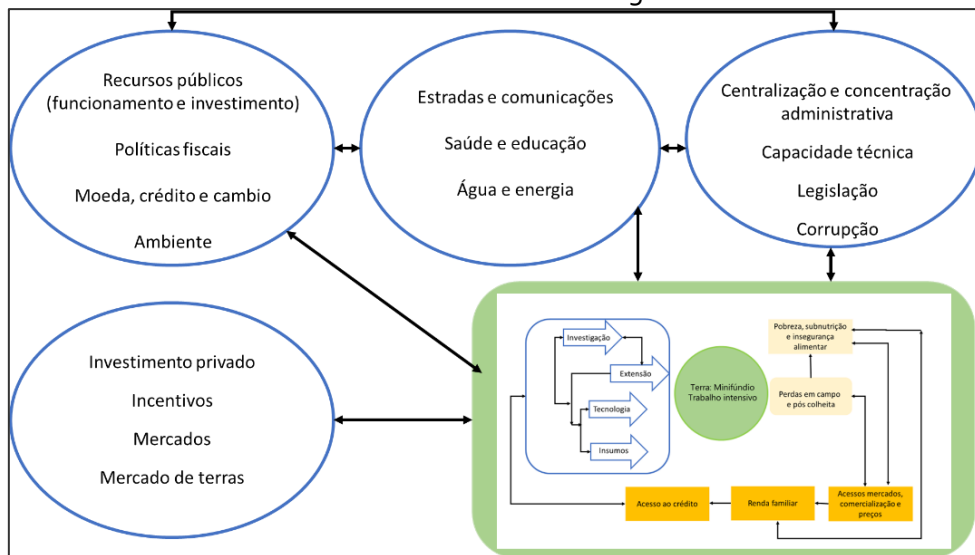 Recursos públicos
(funcionamento e investimento)
Políticas fiscais
Moeda, crédito e cambio
Ambiente
Estradas e comunicações
Saúde e educação
Água e energia
Centralização e concentração
administrativa
Capacidade técnica
Legislação
Corrupção
Investimento privado
Incentivos
Mercados
Mercado de terras
Investigação
Extensão
Tecnologia
Insumos
Terra: Minifúndio
Trabalho intensivo
Pobreza, subnutrição
e insegurança
alimentar
Perdas em campo
e pós colheita
Acesso ao crédito
Renda familiar
Acessos mercados,
comercialização e
preços